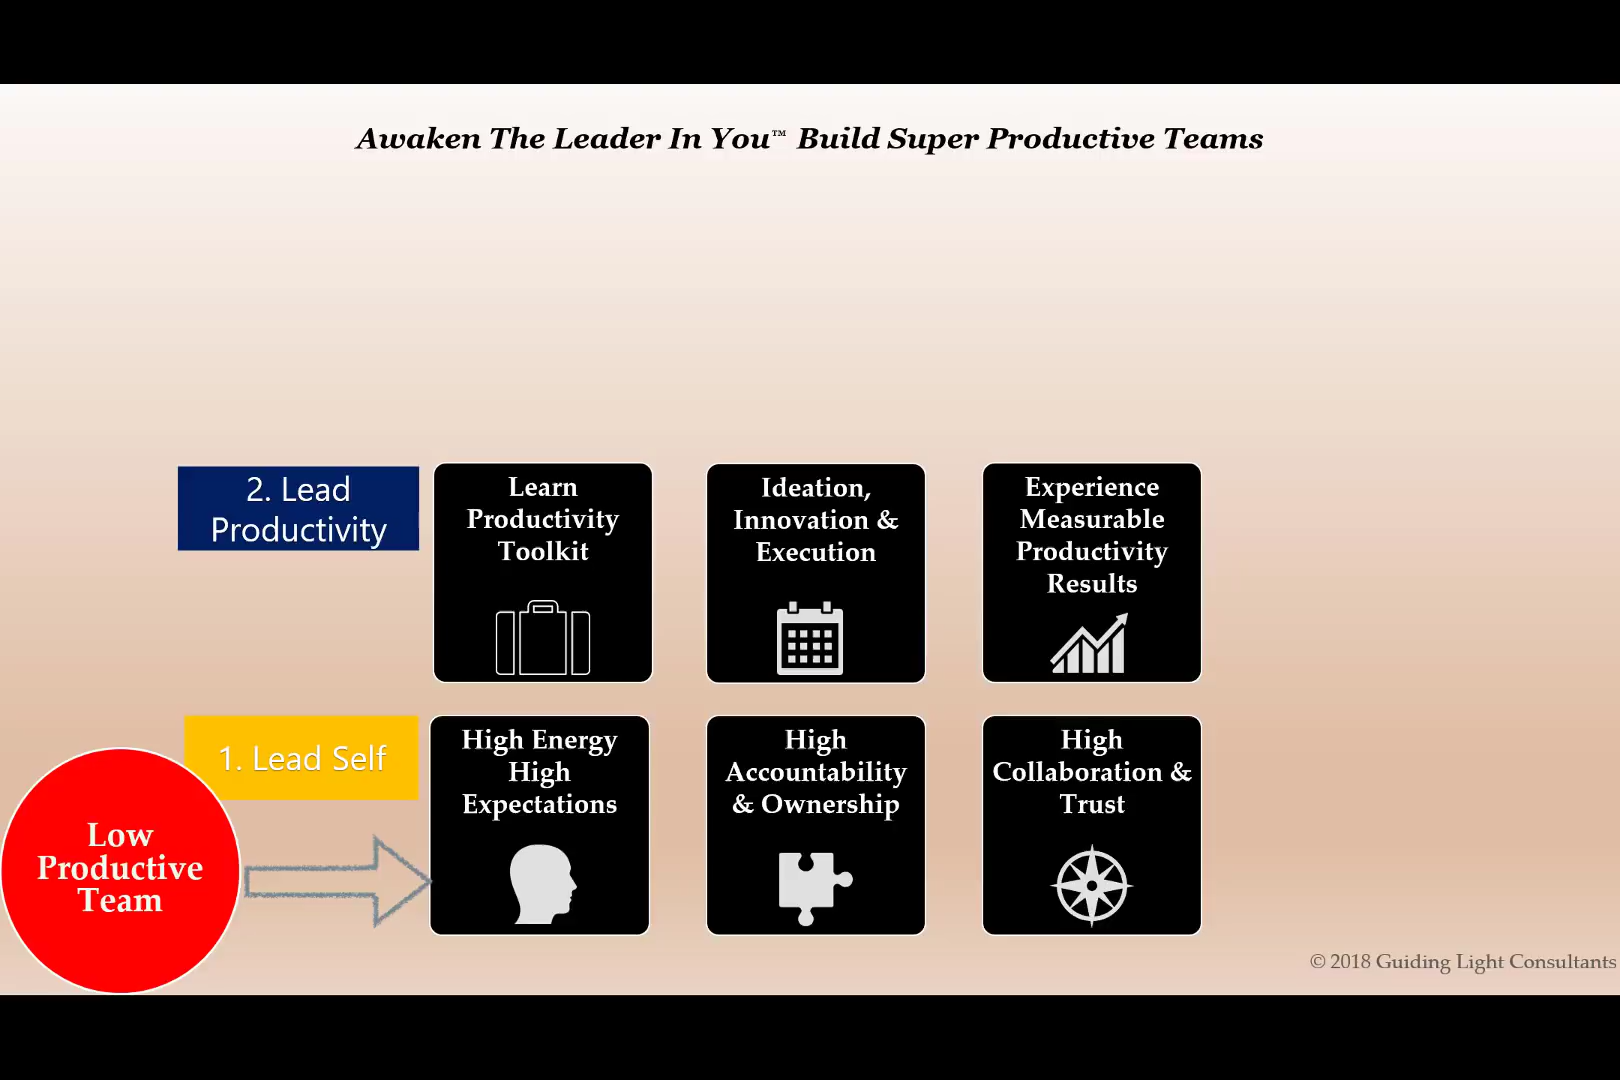 Awaken The Leader In You™ Build Super Productive Teams
2. Lead
Productivity
Learn
Productivity
Toolkit
Ideation,
Innovation &
Execution
Experience
Measurable
Productivity
Results
1. Lead Self
High Energy
High
Expectations
High
Accountability
& Ownership
High
Collaboration &
Trust
Low
Productive
Team
© 2018 Guiding Light Consultants